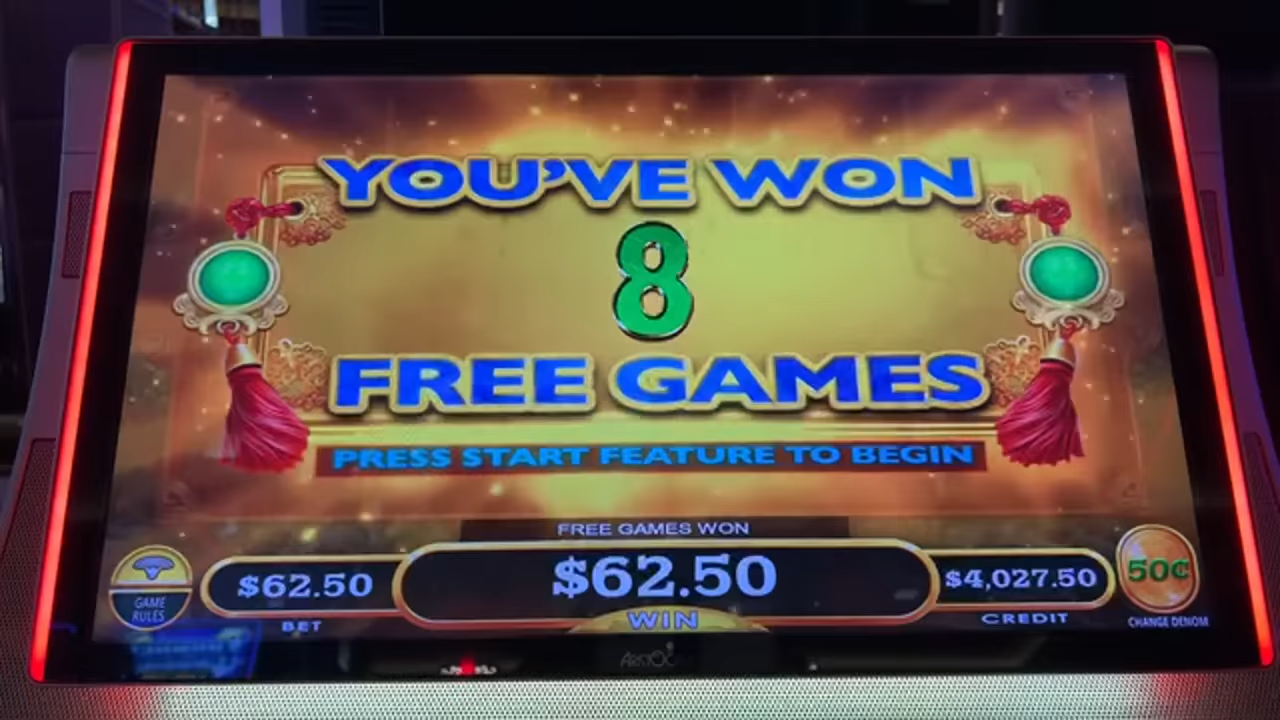 YOU'VE WON
8
FREE GAMES
PRESS START FEATURE TO BEGIN
FREE GAMES WON
$62.50
$62.50
$4,027.50
50¢
GAME
RULES
BET
WIN
CREDIT
CHANGE DENOM